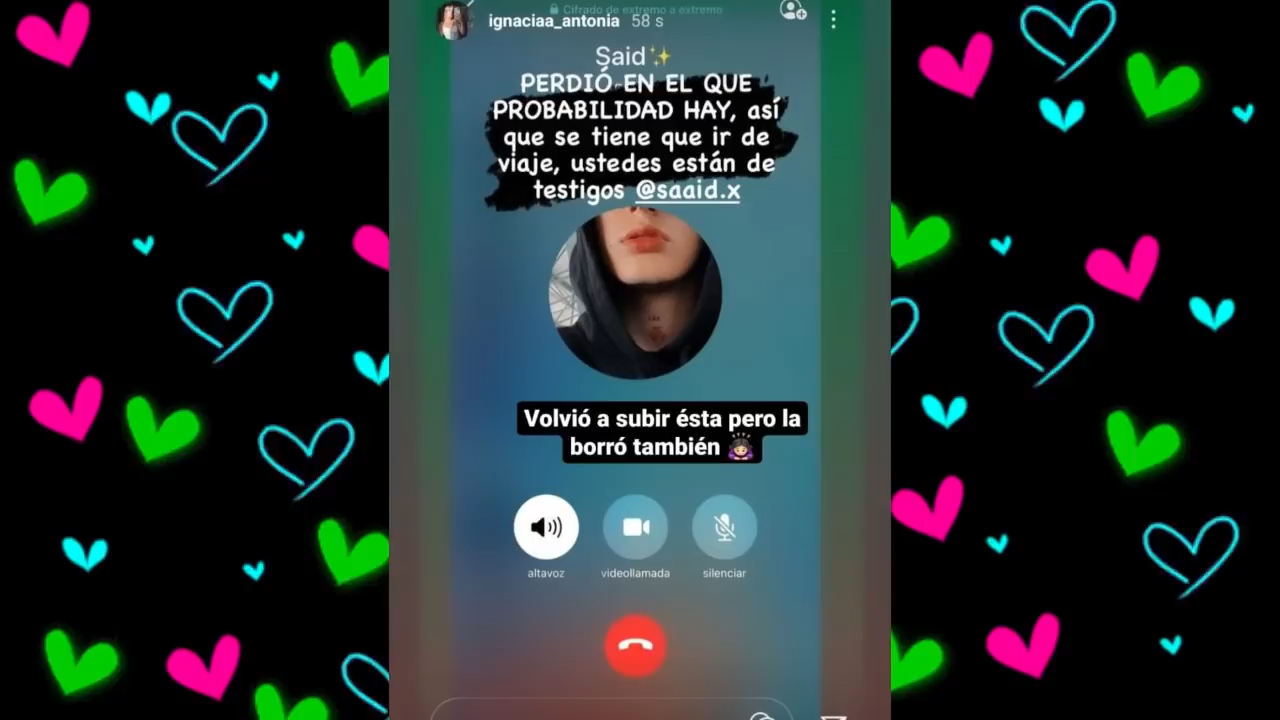 Cifrado de extremo a extremo
ignaciaa_antonia 58 s
Said✨
PERDIÓ EN EL QUE
PROBABILIDAD HAY, así
que se tiene que ir de
viaje, ustedes están de
testigos @saaid.x
Volvió a subir ésta pero la
borró también 🙇🏻‍♀️
altavoz videollamada silenciar